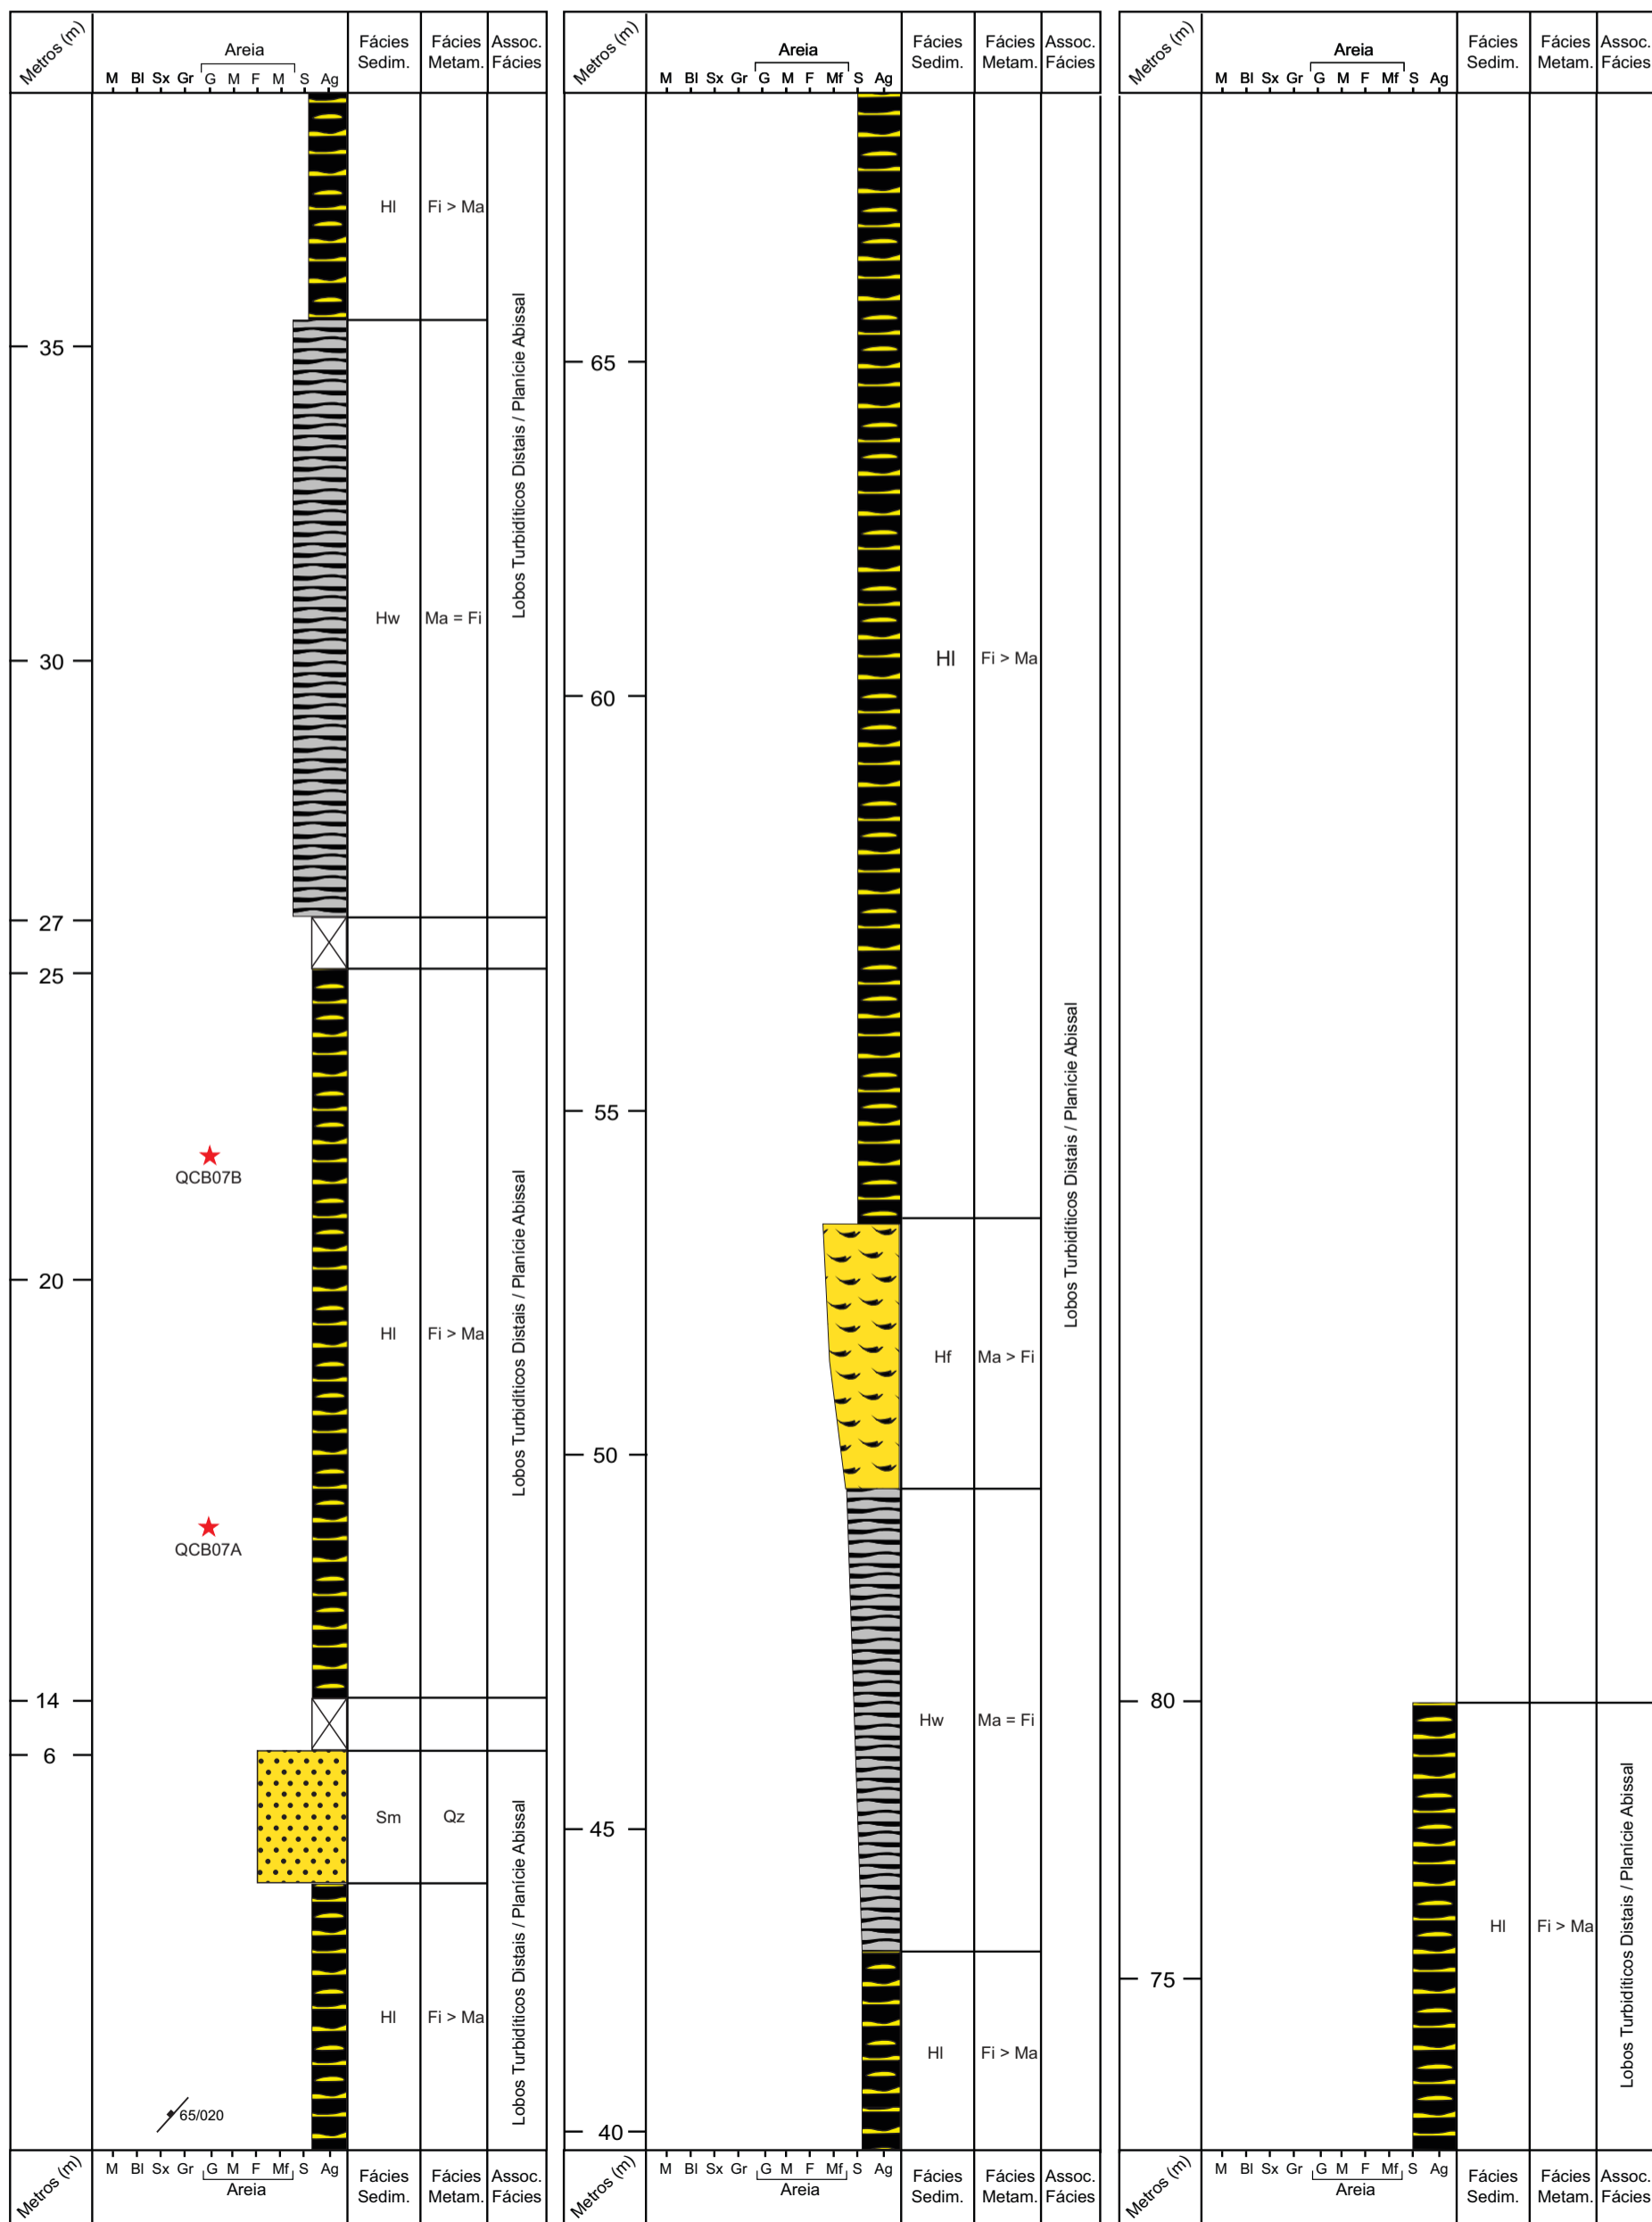 Metros (m)
Areia
M Bl Sx Gr G M F M S Ag
Fácies Sedim.
Fácies Metam.
Assoc. Fácies
Hl
Fi > Ma
35
Lobos Turbidíticos Distais / Planície Abissal
Hw
Ma = Fi
30
27
25
QCB07B
20
Hl
Fi > Ma
Lobos Turbidíticos Distais / Planície Abissal
QCB07A
14
6
Sm
Qz
Lobos Turbidíticos Distais / Planície Abissal
Hl
Fi > Ma
65/020
Metros (m)
M Bl Sx Gr G M F Mf S Ag
Areia
Fácies Sedim.
Fácies Metam.
Assoc. Fácies
Metros (m)
Areia
M Bl Sx Gr G M F Mf S Ag
Fácies Sedim.
Fácies Metam.
Assoc. Fácies
65
Hl
Fi > Ma
60
55
Lobos Turbidíticos Distais / Planície Abissal
Hf
Ma > Fi
50
Hw
Ma = Fi
45
Hl
Fi > Ma
40
Metros (m)
M Bl Sx Gr G M F Mf S Ag
Areia
Fácies Sedim.
Fácies Metam.
Assoc. Fácies
Metros (m)
Areia
M Bl Sx Gr G M F Mf S Ag
Fácies Sedim.
Fácies Metam.
Assoc. Fácies
80
Hl
Fi > Ma
Lobos Turbidíticos Distais / Planície Abissal
75
Metros (m)
M Bl Sx Gr G M F Mf S Ag
Areia
Fácies Sedim.
Fácies Metam.
Assoc. Fácies